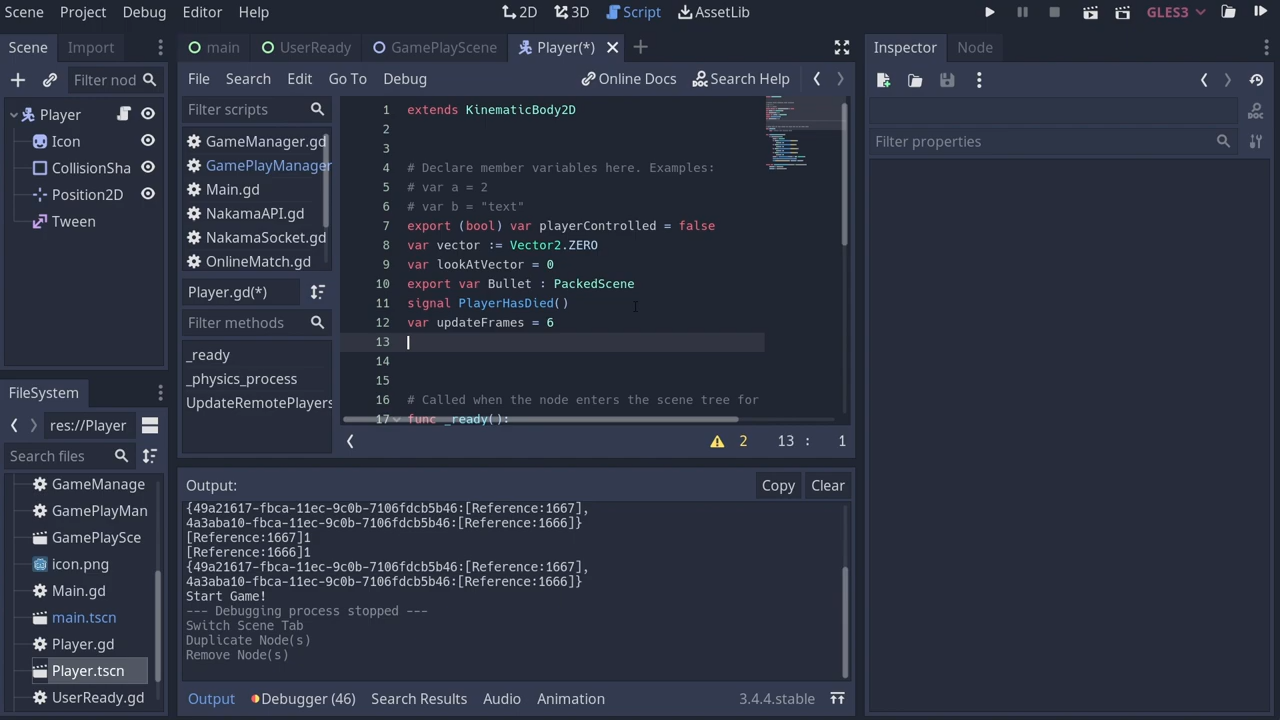 Scene Project Debug Editor Help 2D 3D Script AssetLib GLES3
Scene Import
Filter nod
Player
Icon
CollsionSha
Position2D
Tween
FileSystem
res://Player
Search files
GameManage
GamePlayMan
GamePlaySce
icon.png
Main.gd
main.tscn
Player.gd
Player.tscn
UserReady.gd
main UserReady GamePlayScene Player(*)
File Search Edit Go To Debug Online Docs Search Help
Filter scripts
GameManager.gd
GamePlayManager
Main.gd
NakamaAPI.gd
NakamaSocket.gd
OnlineMatch.gd
Player.gd(*)
Filter methods
_ready
_physics_process
UpdateRemotePlayers
1 extends KinematicBody2D
2
3
4 # Declare member variables here. Examples:
5 # var a = 2
6 # var b = "text"
7 export (bool) var playerControlled = false
8 var vector := Vector2.ZERO
9 var lookAtVector = 0
10 export var Bullet : PackedScene
11 signal PlayerHasDied()
12 var updateFrames = 6
13
14
15
16 # Called when the node enters the scene tree for
17 func _ready():
2 13 : 1
Output: Copy Clear
{49a21617-fbca-11ec-9c0b-7106fdcb5b46:[Reference:1667],
4a3aba10-fbca-11ec-9c0b-7106fdcb5b46:[Reference:1666]}
[Reference:1667]1
[Reference:1666]1
{49a21617-fbca-11ec-9c0b-7106fdcb5b46:[Reference:1667],
4a3aba10-fbca-11ec-9c0b-7106fdcb5b46:[Reference:1666]}
Start Game!
--- Debugging process stopped ---
Switch Scene Tab
Duplicate Node(s)
Remove Node(s)
Output Debugger (46) Search Results Audio Animation 3.4.4.stable
Inspector Node
Filter properties